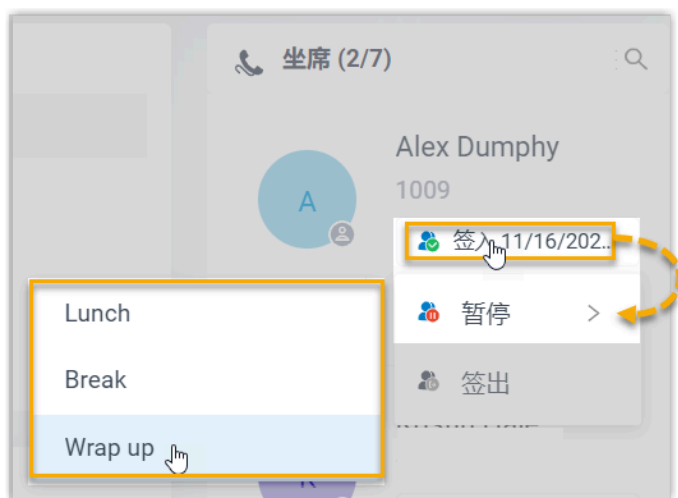 坐席 (2/7)
A
Alex Dumphy
1009
签入 11/16/202...
暂停
签出
Lunch
Break
Wrap up